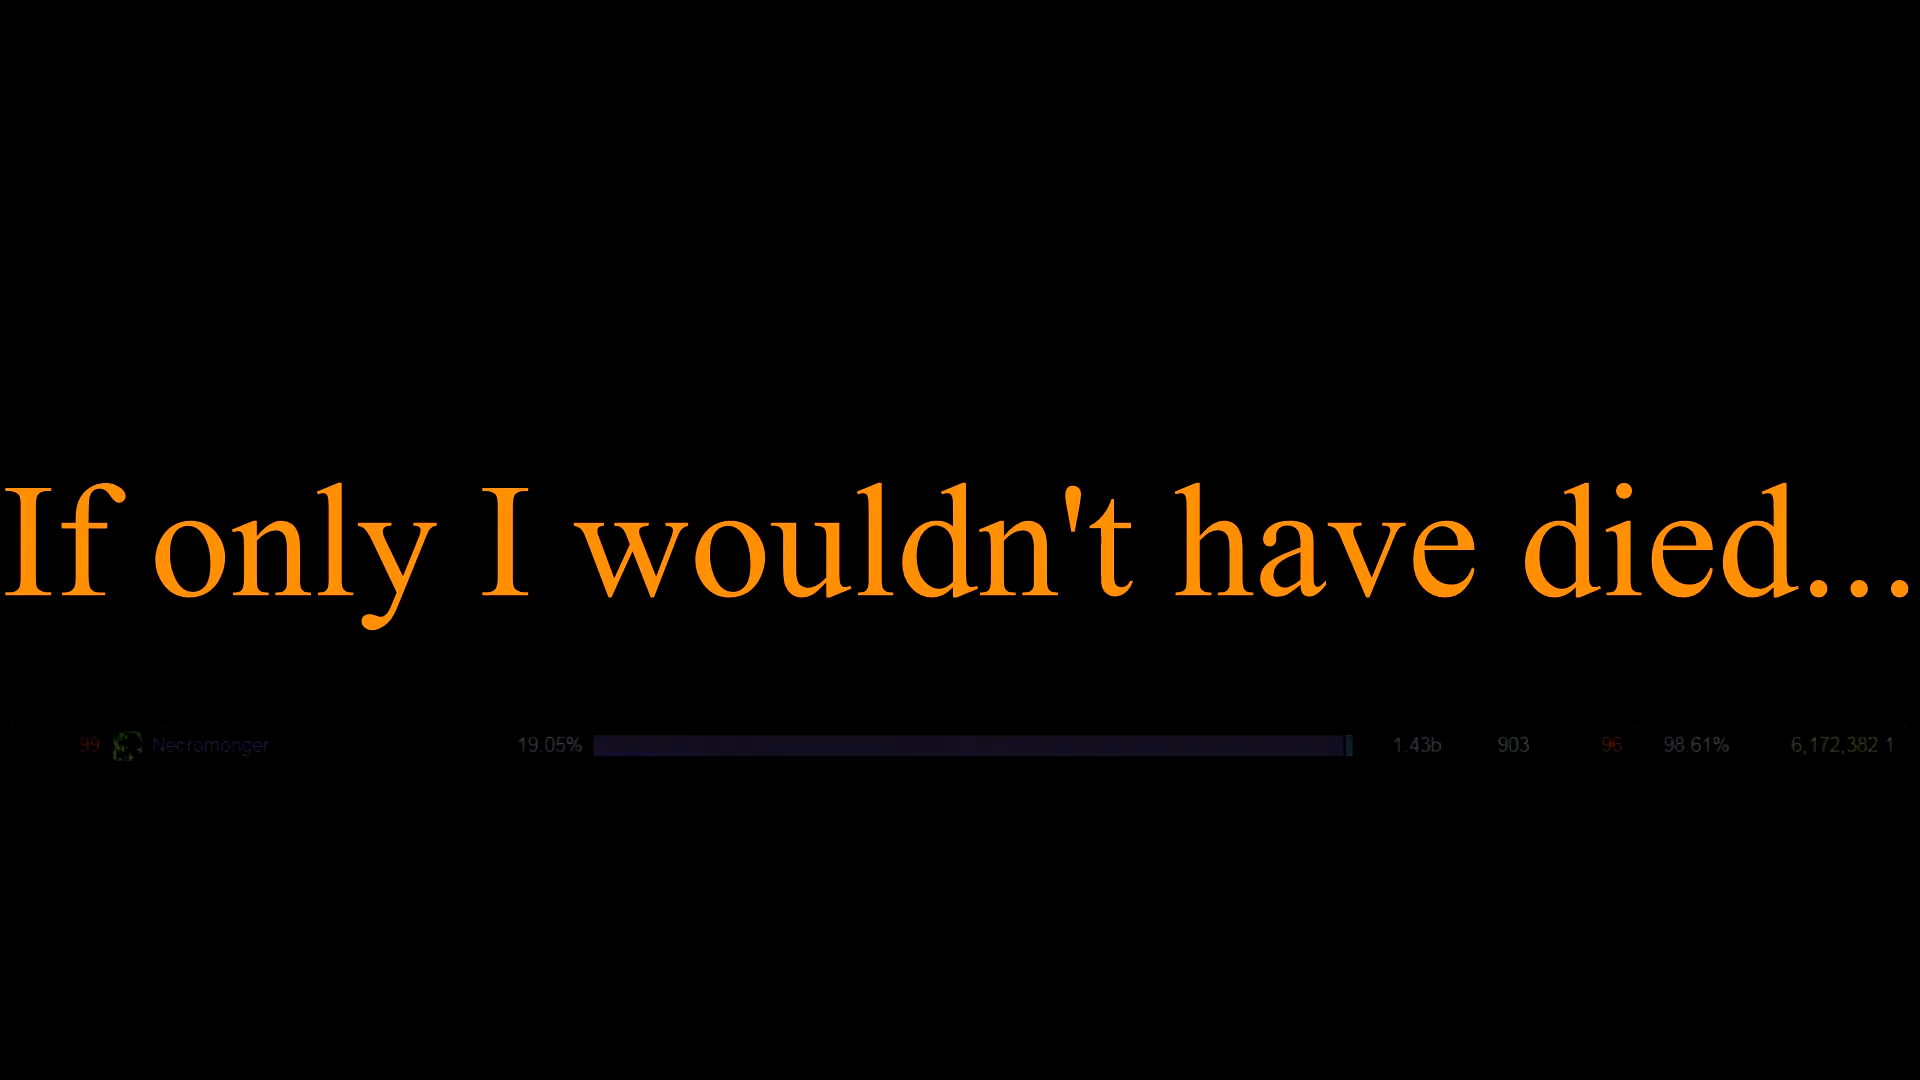 If only I wouldn't have died...
99 Necromonger 19.05% 1.43b 903 96 98.61% 6,172,382.1